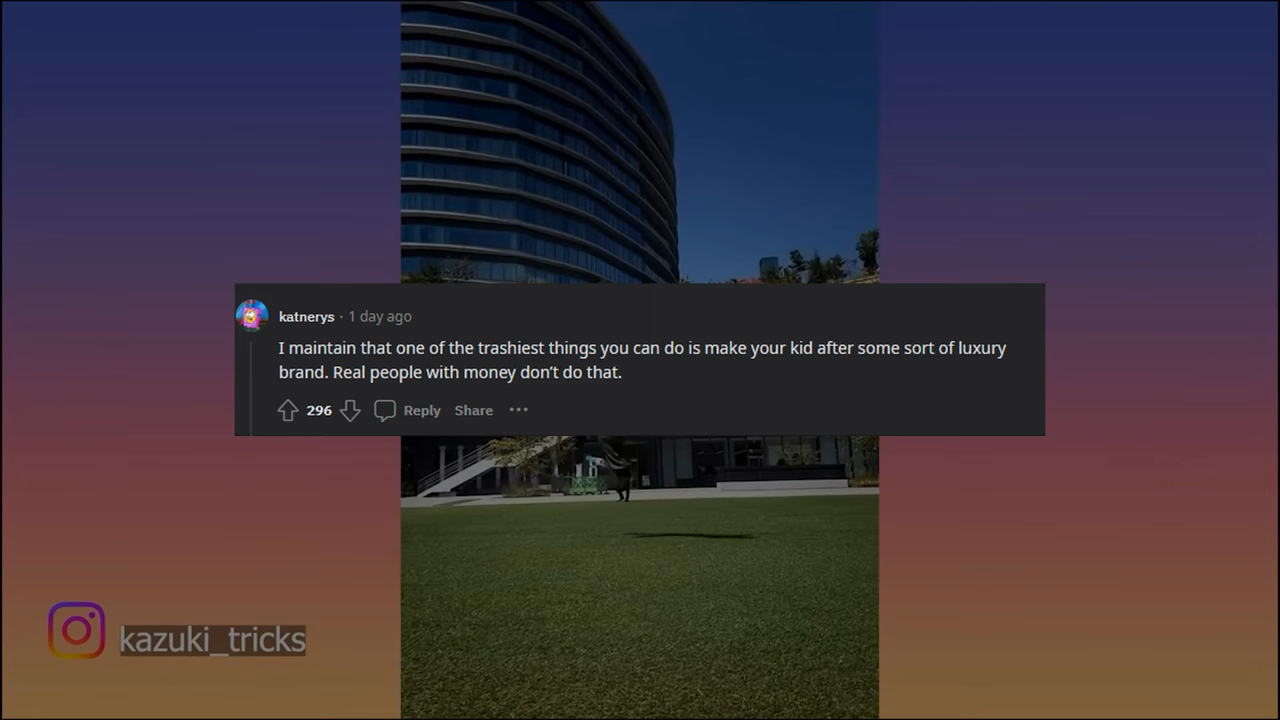 katnerys · 1 day ago
I maintain that one of the trashiest things you can do is make your kid after some sort of luxury
brand. Real people with money don’t do that.
296 Reply Share ···
kazuki_tricks